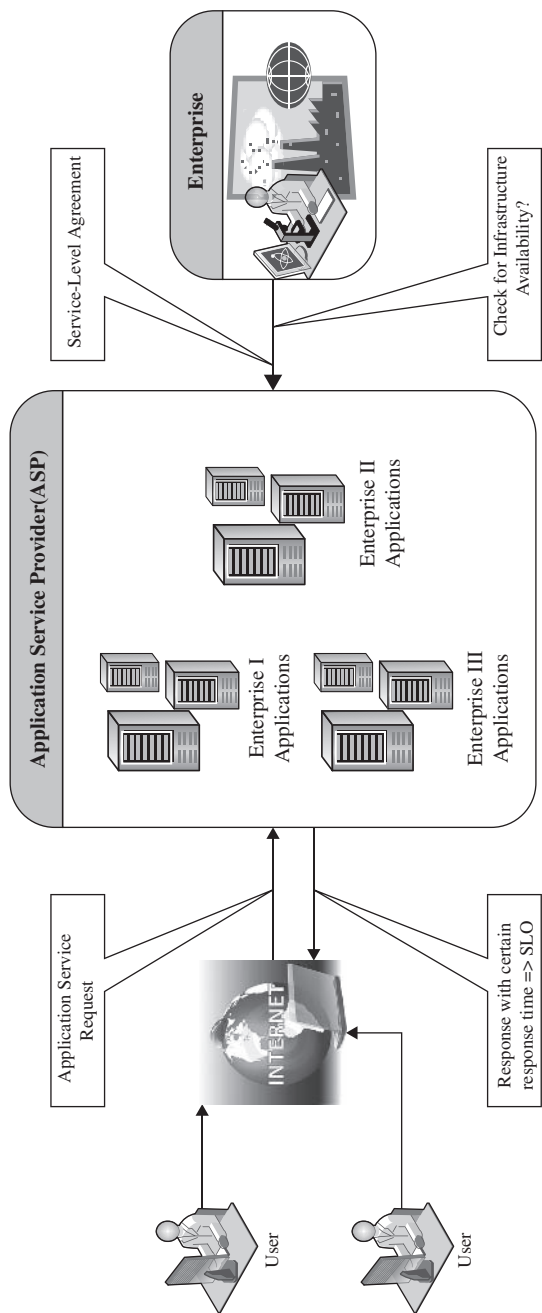 User
User
Application Service
Request
INTERNET
Response with certain
response time => SLO
Application Service Provider(ASP)
Enterprise I
Applications
Enterprise II
Applications
Enterprise III
Applications
Service-Level Agreement
Check for Infrastructure
Availability?
Enterprise